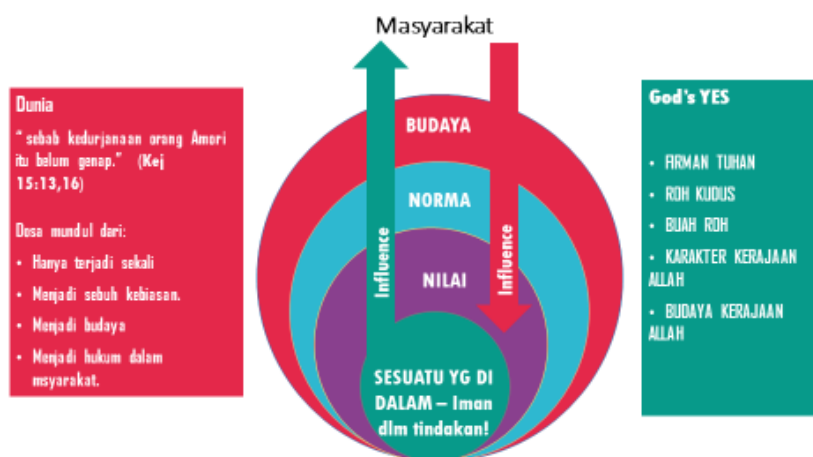 Masyarakat
Dunia
“ sebab kedurjanaan orang Amori
itu belum genap.” (Kej
15:13,16)
Dosa mundul dari:
• Hanya terjadi sekali
• Menjadi sebuh kebiasan.
• Menjadi budaya
• Menjadi hukum dalam
msyarakat.
BUDAYA
NORMA
NILAI
Influence
Influence
SESUATU YG DI
DALAM – Iman
dlm tindakan!
God's YES
• FIRMAN TUHAN
• ROH KUDUS
• BUAH ROH
• KARAKTER KERAJAAN
ALLAH
• BUDAYA KERAJAAN
ALLAH